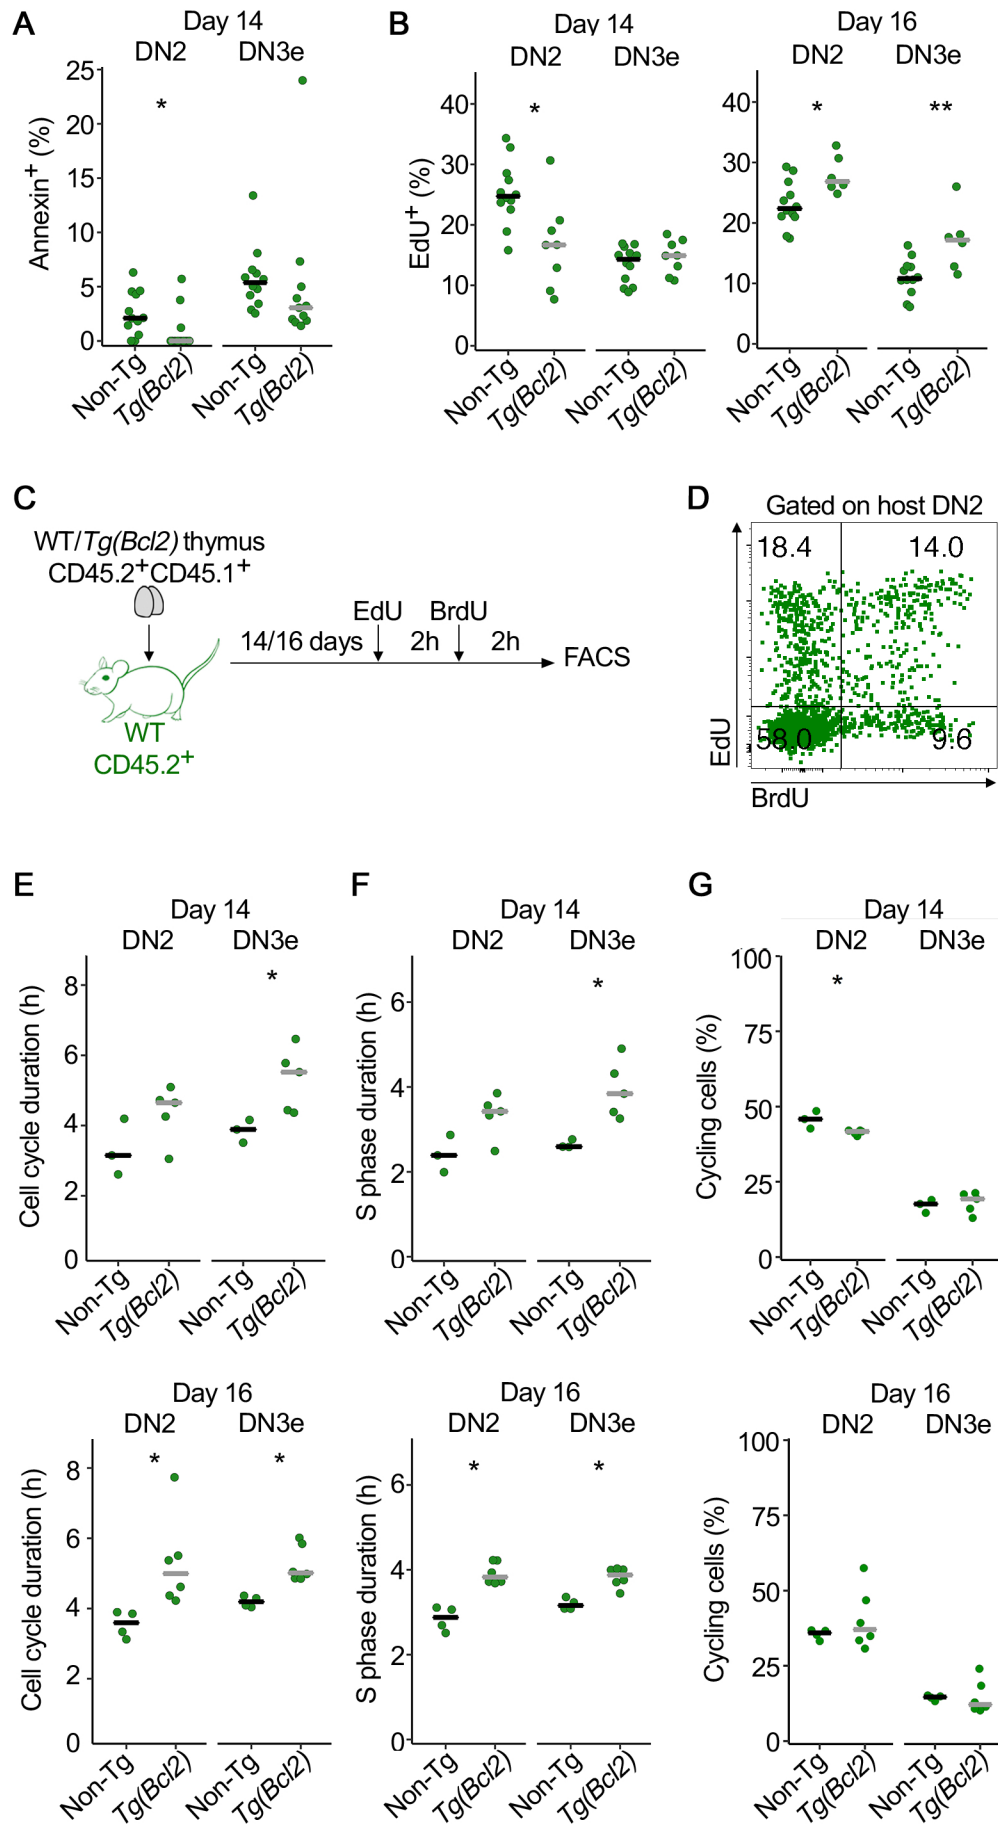 A
Day 14
DN2 DN3e
Annexin+ (%)
25
20
15
10
5
0
*
Non-Tg
Tg(Bcl2)
Non-Tg
Tg(Bcl2)
B
Day 14
DN2 DN3e
EdU+ (%)
40
30
20
10
0
*
Non-Tg
Tg(Bcl2)
Non-Tg
Tg(Bcl2)
Day 16
DN2 DN3e
40
30
20
10
0
* **
Non-Tg
Tg(Bcl2)
Non-Tg
Tg(Bcl2)
C
WT/Tg(Bcl2) thymus
CD45.2+CD45.1+
EdU BrdU
14/16 days 2h 2h
FACS
WT
CD45.2+
D
Gated on host DN2
18.4 14.0
58.0 9.6
EdU
BrdU
E
Day 14
DN2 DN3e
Cell cycle duration (h)
8
6
4
2
0
*
Non-Tg
Tg(Bcl2)
Non-Tg
Tg(Bcl2)
Day 16
DN2 DN3e
Cell cycle duration (h)
8
6
4
2
0
* *
Non-Tg
Tg(Bcl2)
Non-Tg
Tg(Bcl2)
F
Day 14
DN2 DN3e
S phase duration (h)
6
4
2
0
*
Non-Tg
Tg(Bcl2)
Non-Tg
Tg(Bcl2)
Day 16
DN2 DN3e
S phase duration (h)
6
4
2
0
* *
Non-Tg
Tg(Bcl2)
Non-Tg
Tg(Bcl2)
G
Day 14
DN2 DN3e
Cycling cells (%)
100
75
50
25
0
*
Non-Tg
Tg(Bcl2)
Non-Tg
Tg(Bcl2)
Day 16
DN2 DN3e
Cycling cells (%)
100
75
50
25
0
Non-Tg
Tg(Bcl2)
Non-Tg
Tg(Bcl2)